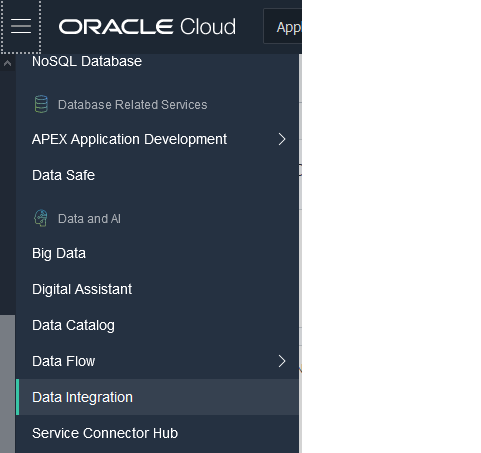 ORACLE Cloud
Appl
NoSQL Database
Database Related Services
APEX Application Development
Data Safe
Data and AI
Big Data
Digital Assistant
Data Catalog
Data Flow
Data Integration
Service Connector Hub